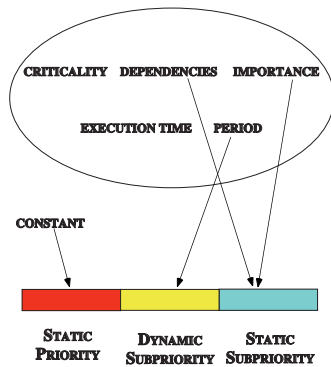 CRITICALITY DEPENDENCIES IMPORTANCE
EXECUTION TIME PERIOD
CONSTANT
STATIC PRIORITY
DYNAMIC SUBPRIORITY
STATIC SUBPRIORITY